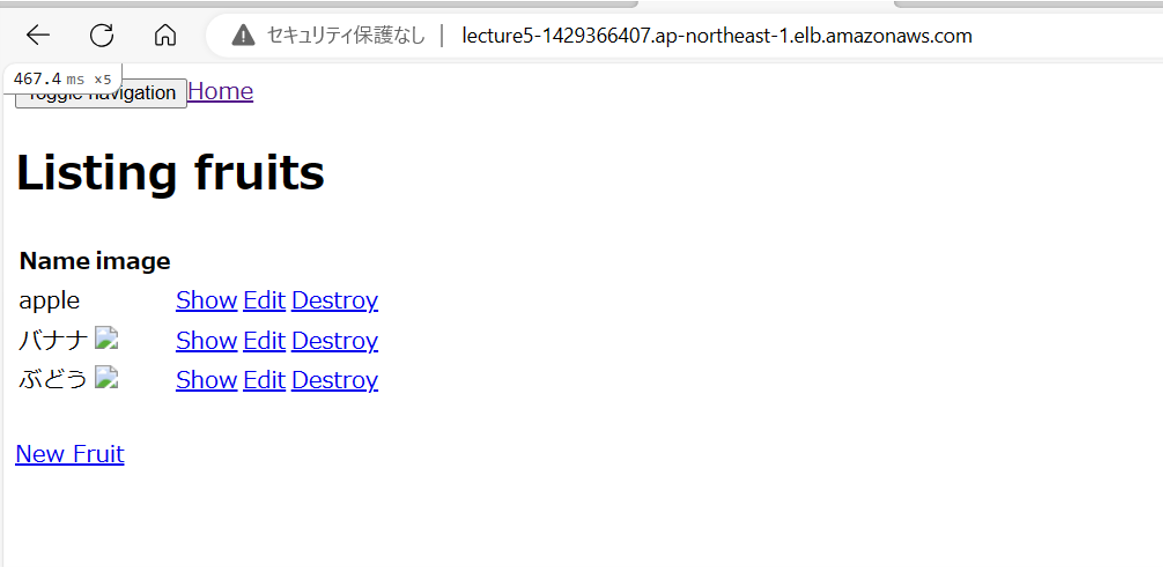 セキュリティ保護なし | lecture5-1429366407.ap-northeast-1.elb.amazonaws.com
467.4 ms x5
Toggle navigation Home
Listing fruits
Name image
apple Show Edit Destroy
バナナ Show Edit Destroy
ぶどう Show Edit Destroy
New Fruit